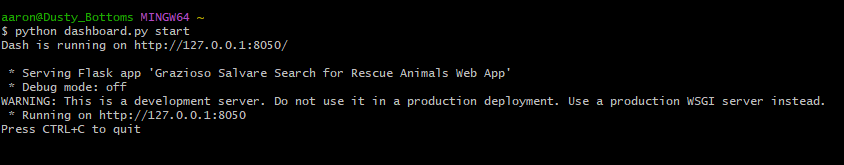 aaron@Dusty_Bottoms MINGW64 ~
$ python dashboard.py start
Dash is running on http://127.0.0.1:8050/
* Serving Flask app 'Grazioso Salvare Search for Rescue Animals Web App'
* Debug mode: off
WARNING: This is a development server. Do not use it in a production deployment. Use a production WSGI server instead.
* Running on http://127.0.0.1:8050
Press CTRL+C to quit